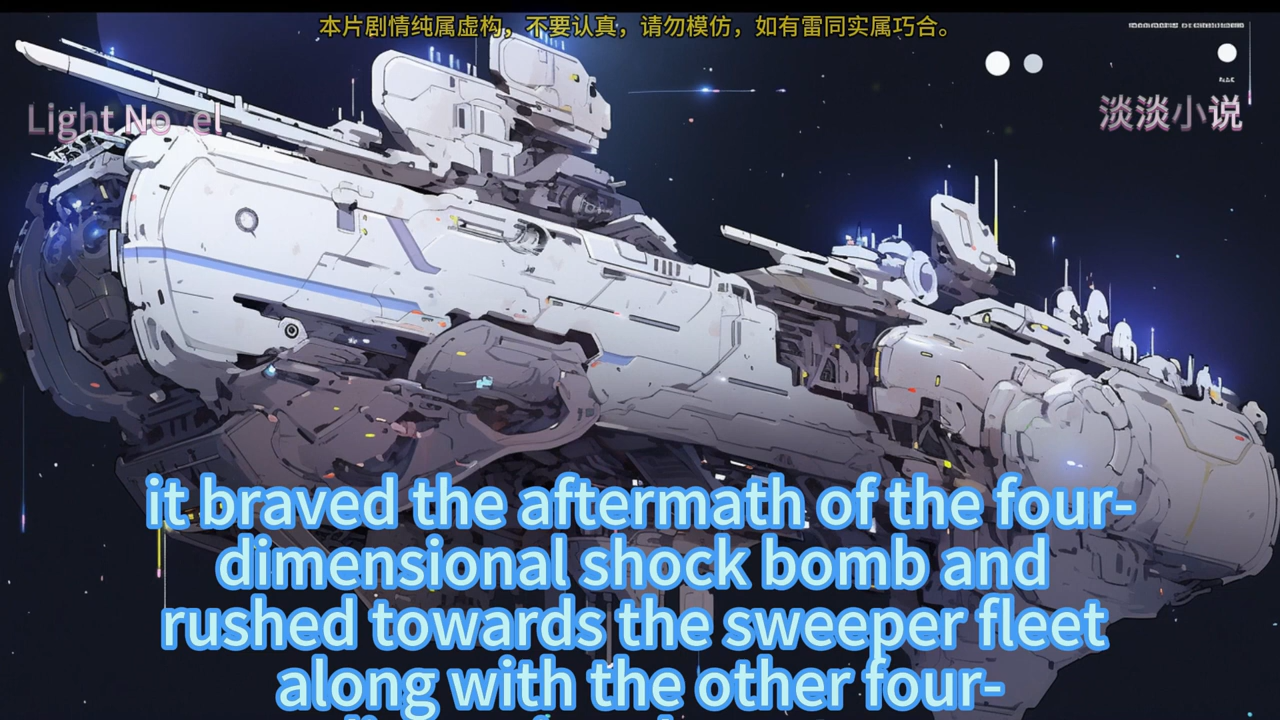 本片剧情纯属虚构，不要认真，请勿模仿，如有雷同实属巧合。
Light Novel
淡淡小说
it braved the aftermath of the four-
dimensional shock bomb and
rushed towards the sweeper fleet
along with the other four-